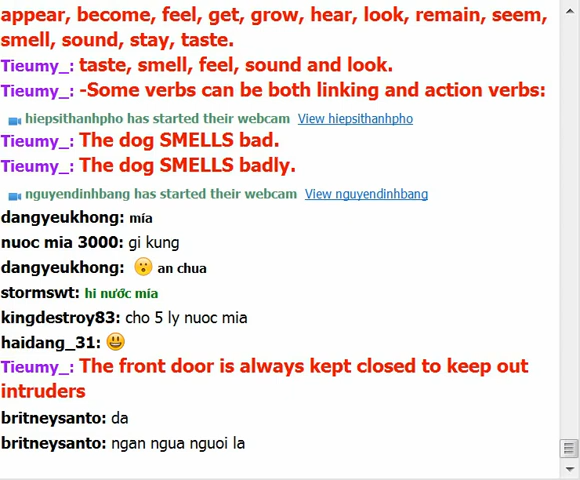 appear, become, feel, get, grow, hear, look, remain, seem,
smell, sound, stay, taste.
Tieumy_: taste, smell, feel, sound and look.
Tieumy_: -Some verbs can be both linking and action verbs:
hiepsithanhpho has started their webcam View hiepsithanhpho
Tieumy_: The dog SMELLS bad.
Tieumy_: The dog SMELLS badly.
nguyendinhbang has started their webcam View nguyendinhbang
dangyeukhong: mía
nuoc mia 3000: gi kung
dangyeukhong: an chua
stormswt: hi nước mía
kingdestroy83: cho 5 ly nuoc mia
haidang_31:
Tieumy_: The front door is always kept closed to keep out
intruders
britneysanto: da
britneysanto: ngan ngua nguoi la